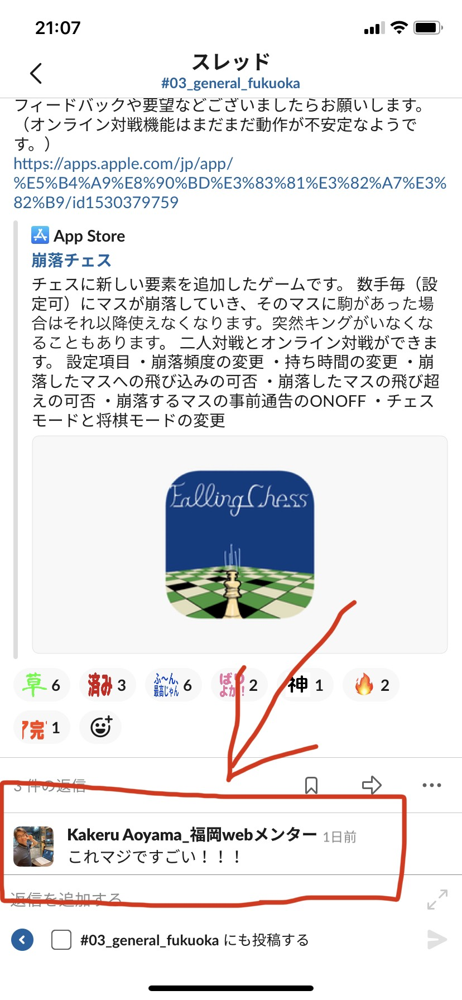 21:07
スレッド
#03_general_fukuoka
フィードバックや要望などございましたらお願いします。
（オンライン対戦機能はまだまだ動作が不安定なようで
す。）
https://apps.apple.com/jp/app/
%E5%B4%A9%E8%90%BD%E3%83%81%E3%82%A7%E3%
82%B9/id1530379759
App Store
崩落チェス
チェスに新しい要素を追加したゲームです。 数手毎（設
定可）にマスが崩落していき、そのマスに駒があった場
合はそれ以降使えなくなります。突然キングがいなくな
ることもあります。 二人対戦とオンライン対戦ができま
す。 設定項目 ・崩落頻度の変更 ・持ち時間の変更 ・崩
落したマスへの飛び込みの可否 ・崩落したマスの飛び超
えの可否 ・崩落するマスの事前通告のONOFF ・チェス
モードと将棋モードの変更
Falling Chess
草 6 済み 3 ふ〜ん、最高じゃん 6 ばりよか! 2 神 1 2
了完 1
3 件の返信
Kakeru Aoyama_福岡webメンター 1日前
これマジですごい！！！
返信を追加する
#03_general_fukuoka にも投稿する